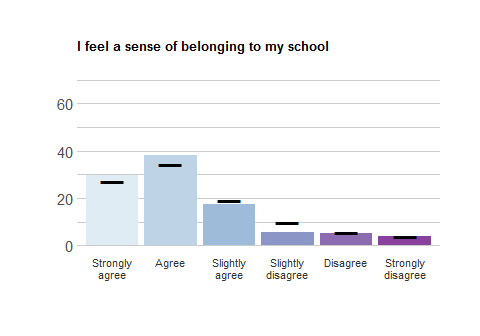 I feel a sense of belonging to my school
60
40
20
0
Strongly
agree
Agree
Slightly
agree
Slightly
disagree
Disagree
Strongly
disagree